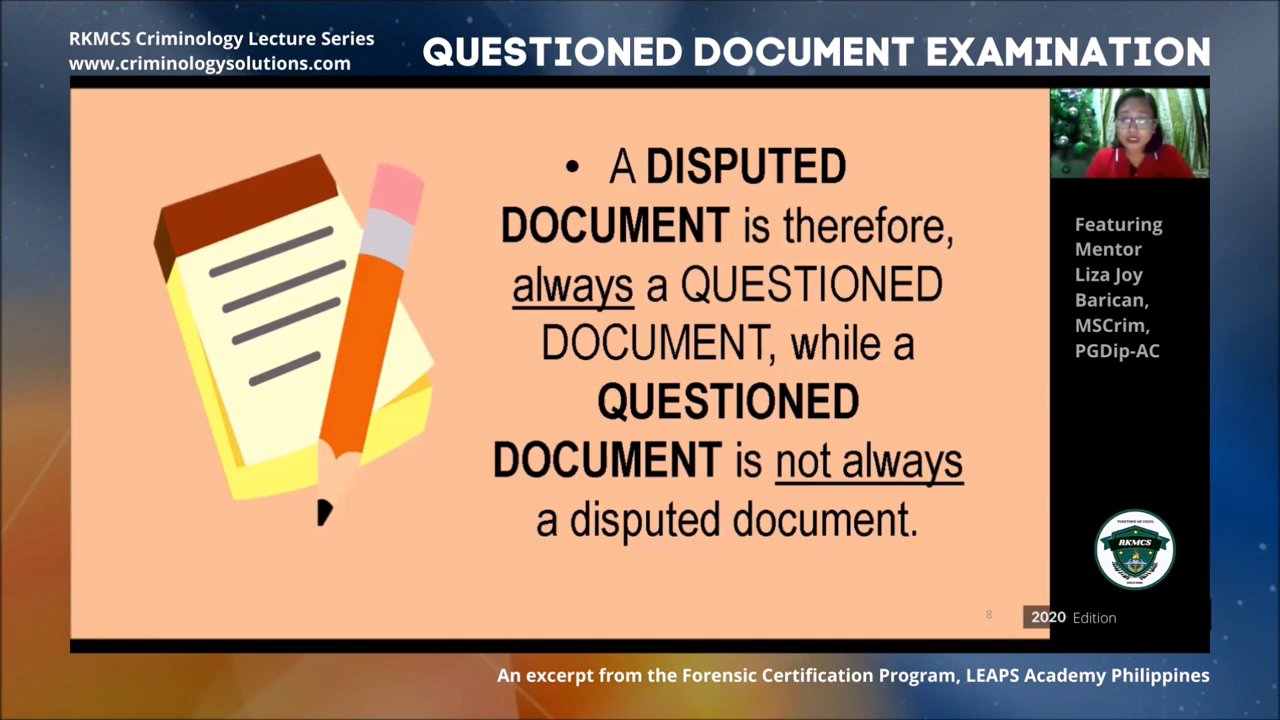 RKMCS Criminology Lecture Series
www.criminologysolutions.com
QUESTIONED DOCUMENT EXAMINATION
• A DISPUTED
DOCUMENT is therefore,
always a QUESTIONED
DOCUMENT, while a
QUESTIONED
DOCUMENT is not always
a disputed document.
8
Featuring
Mentor
Liza Joy
Barican,
MSCrim,
PGDip-AC
RKMCS
2020 Edition
An excerpt from the Forensic Certification Program, LEAPS Academy Philippines